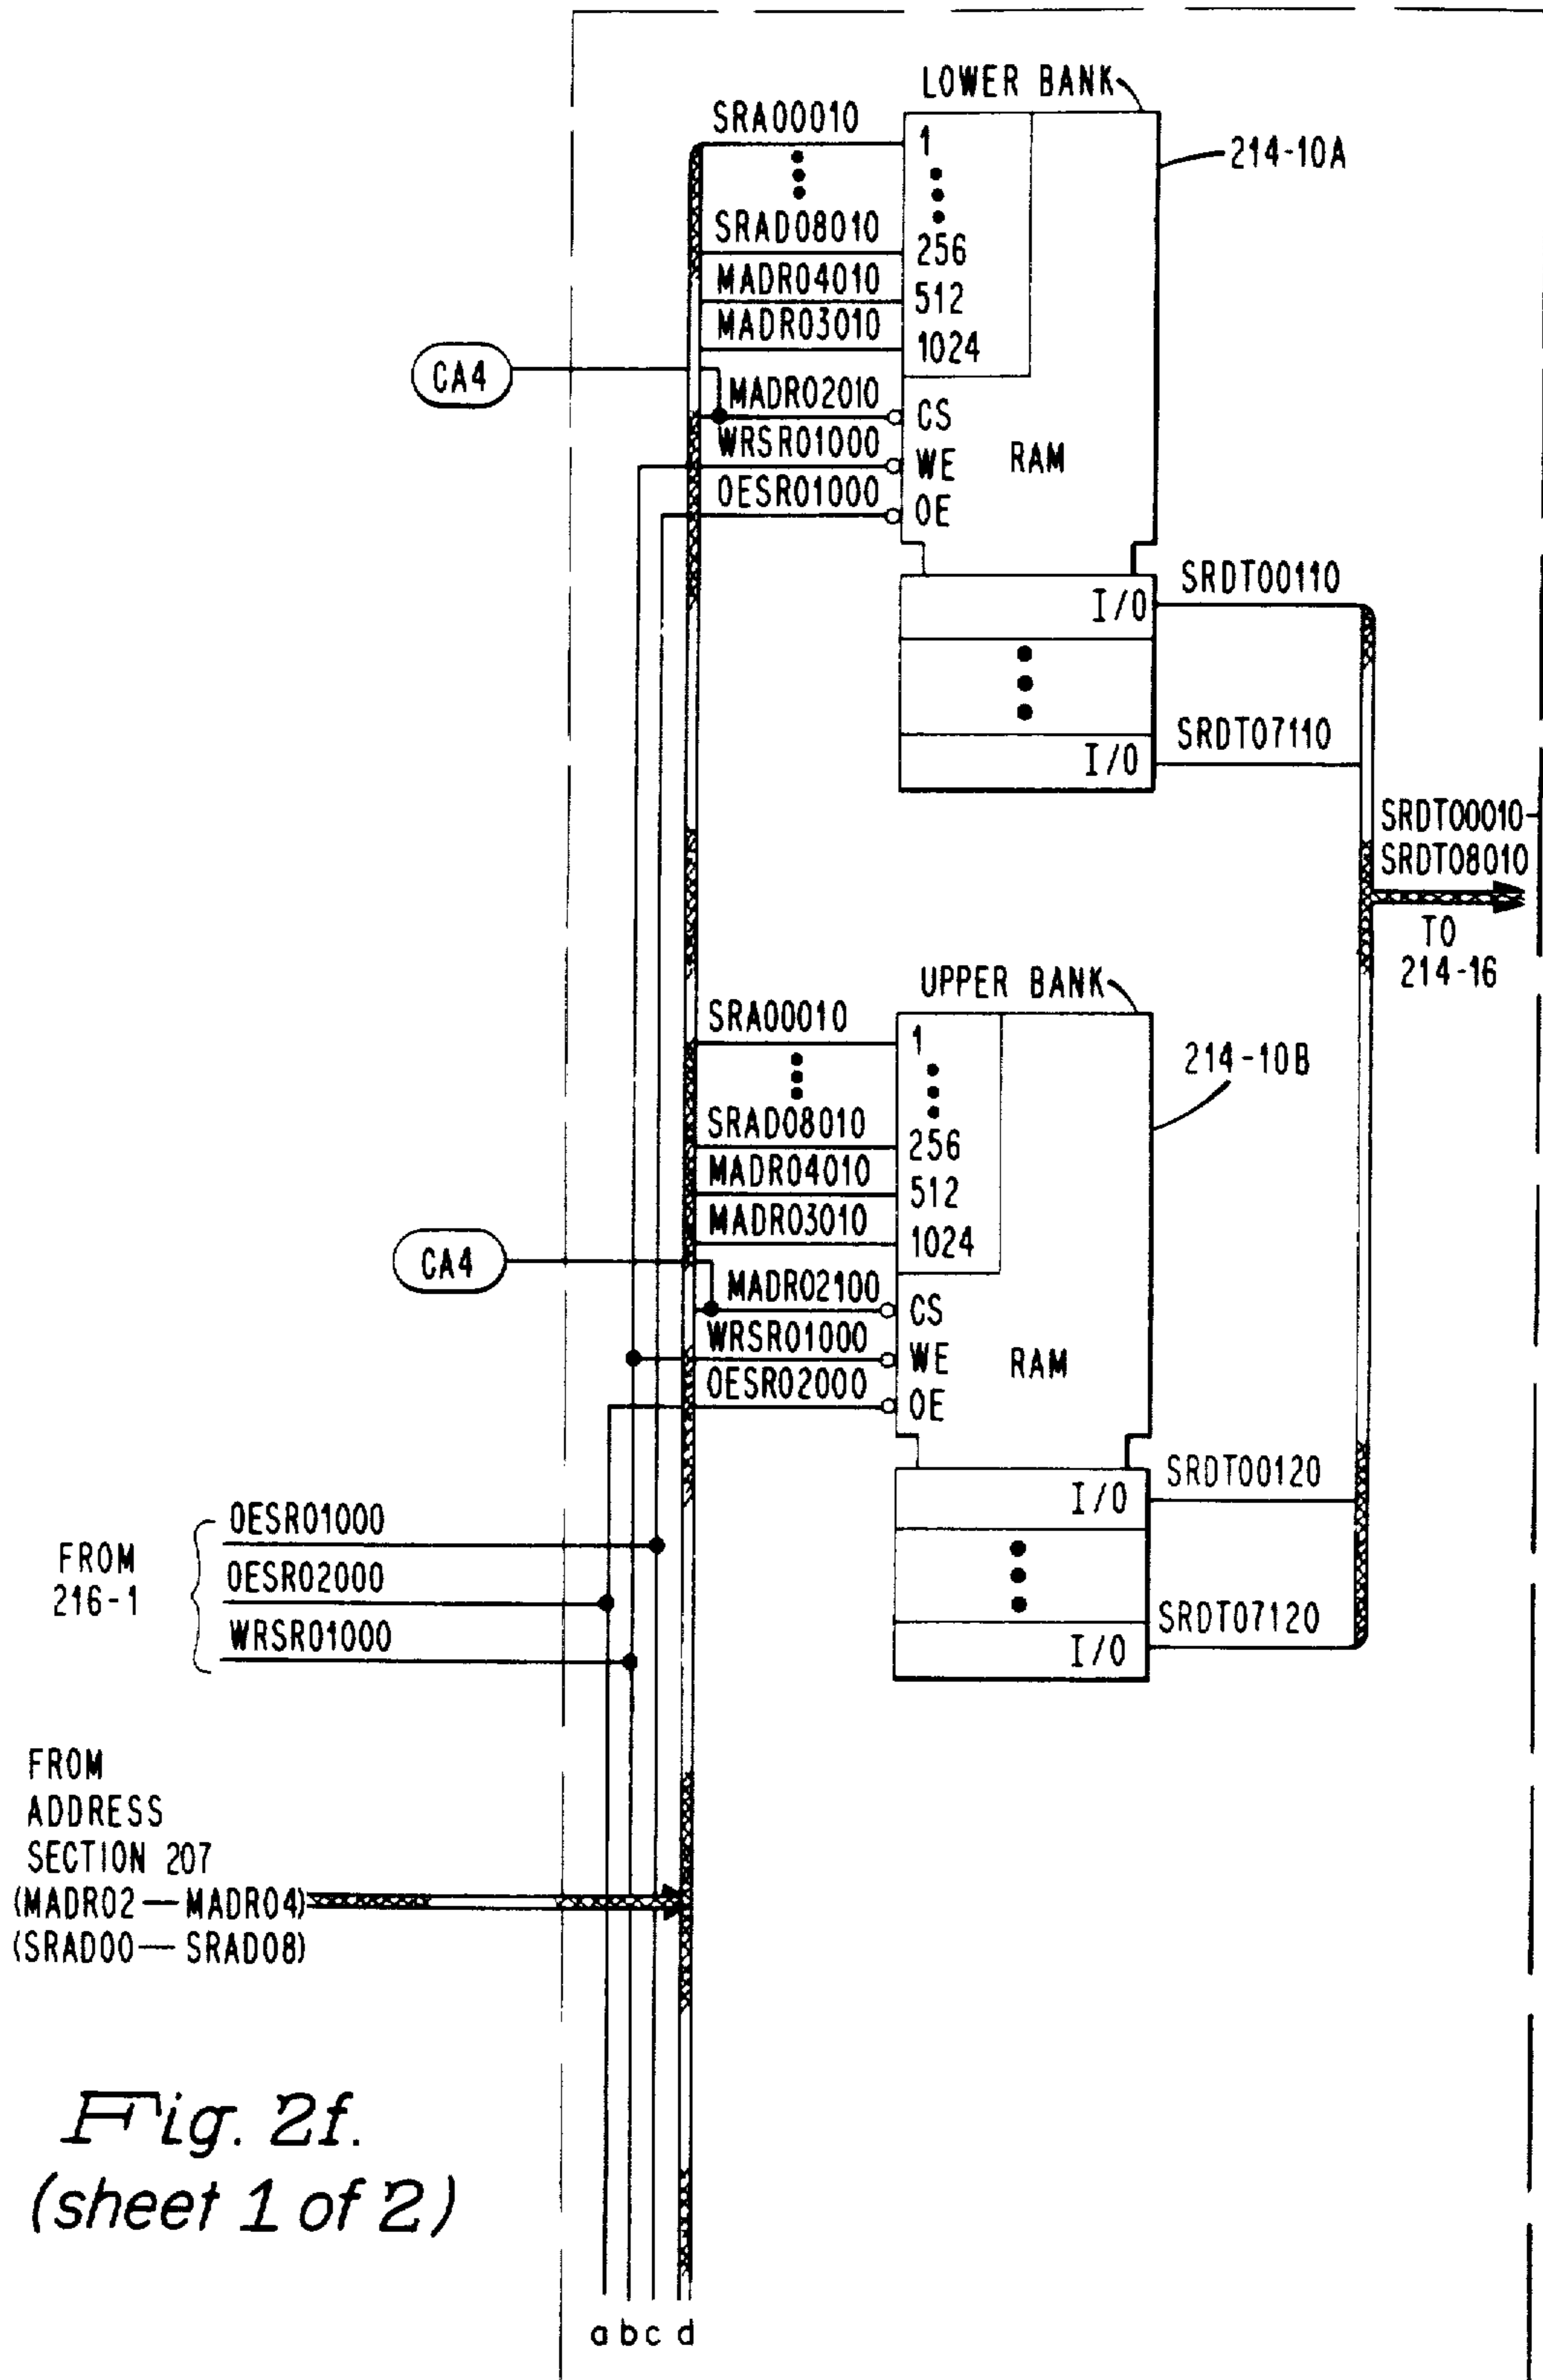 LOWER BANK
SRA00010
1
214-10A
SRAD08010
256
MADR04010
512
MADR03010
1024
CA4
MADR02010
CS
WRSR01000
WE
RAM
OESR01000
OE
I/O
SRDT00110
I/O
SRDT07110
SRDT00010-
SRDT08010
TO
214-16
UPPER BANK
SRA00010
1
214-10B
SRAD08010
256
MADR04010
512
MADR03010
1024
CA4
MADR02100
CS
WRSR01000
WE
RAM
OESR02000
OE
I/O
SRDT00120
I/O
SRDT07120
FROM
216-1
OESR01000
OESR02000
WRSR01000
FROM
ADDRESS
SECTION 207
(MADR02—MADR04)
(SRAD00—SRAD08)
Fig. 2f.
(sheet 1 of 2)
a b c d